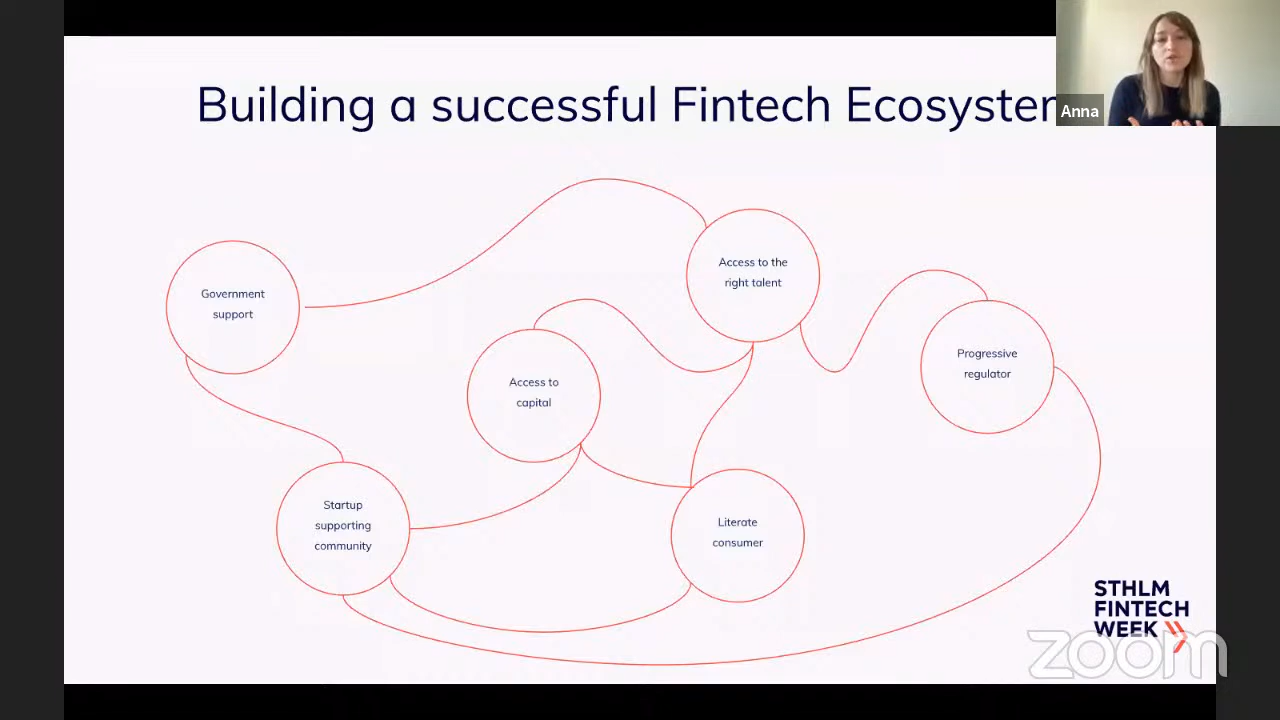 Building a successful Fintech Ecosystem
Anna
Government
support
Access to the
right talent
Access to
capital
Progressive
regulator
Startup
supporting
community
Literate
consumer
STHLM
FINTECH
WEEK
zoom